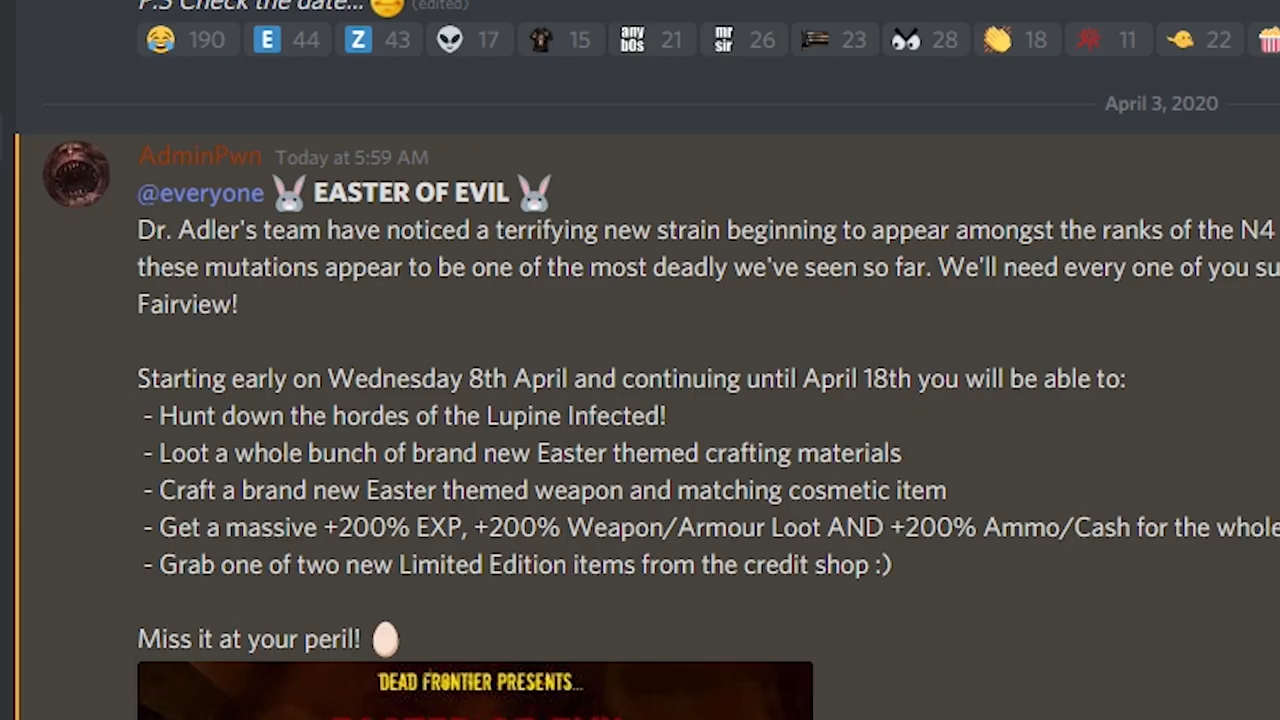 P.S Check the date... (edited)
190 E 44 Z 43 17 15 any b0s 21 mr sir 26 23 28 18 11 22
April 3, 2020
AdminPwn Today at 5:59 AM
@everyone EASTER OF EVIL
Dr. Adler's team have noticed a terrifying new strain beginning to appear amongst the ranks of the N4
these mutations appear to be one of the most deadly we've seen so far. We'll need every one of you su
Fairview!
Starting early on Wednesday 8th April and continuing until April 18th you will be able to:
- Hunt down the hordes of the Lupine Infected!
- Loot a whole bunch of brand new Easter themed crafting materials
- Craft a brand new Easter themed weapon and matching cosmetic item
- Get a massive +200% EXP, +200% Weapon/Armour Loot AND +200% Ammo/Cash for the whole
- Grab one of two new Limited Edition items from the credit shop :)
Miss it at your peril!
DEAD FRONTIER PRESENTS...